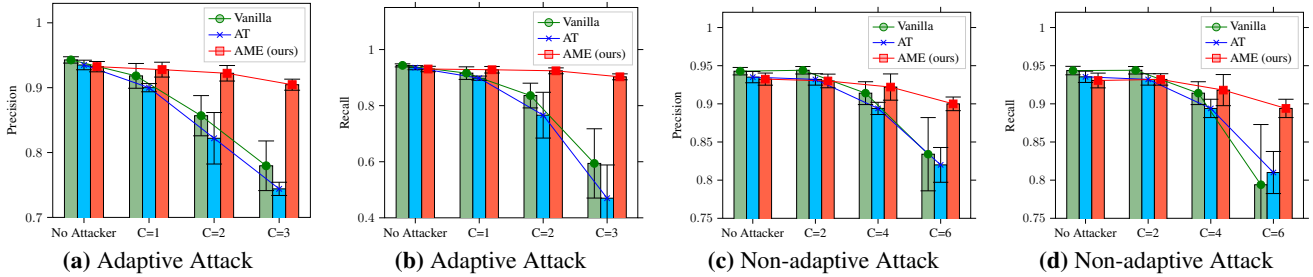 Precision
1
0.9
0.8
0.7
No Attacker C=1 C=2 C=3
Vanilla
AT
AME (ours)
(a) Adaptive Attack
Recall
1
0.8
0.6
0.4
No Attacker C=1 C=2 C=3
Vanilla
AT
AME (ours)
(b) Adaptive Attack
Precision
1
0.95
0.9
0.85
0.8
0.75
No Attacker C=2 C=4 C=6
Vanilla
AT
AME (ours)
(c) Non-adaptive Attack
Recall
1
0.95
0.9
0.85
0.8
0.75
No Attacker C=2 C=4 C=6
Vanilla
AT
AME (ours)
(d) Non-adaptive Attack